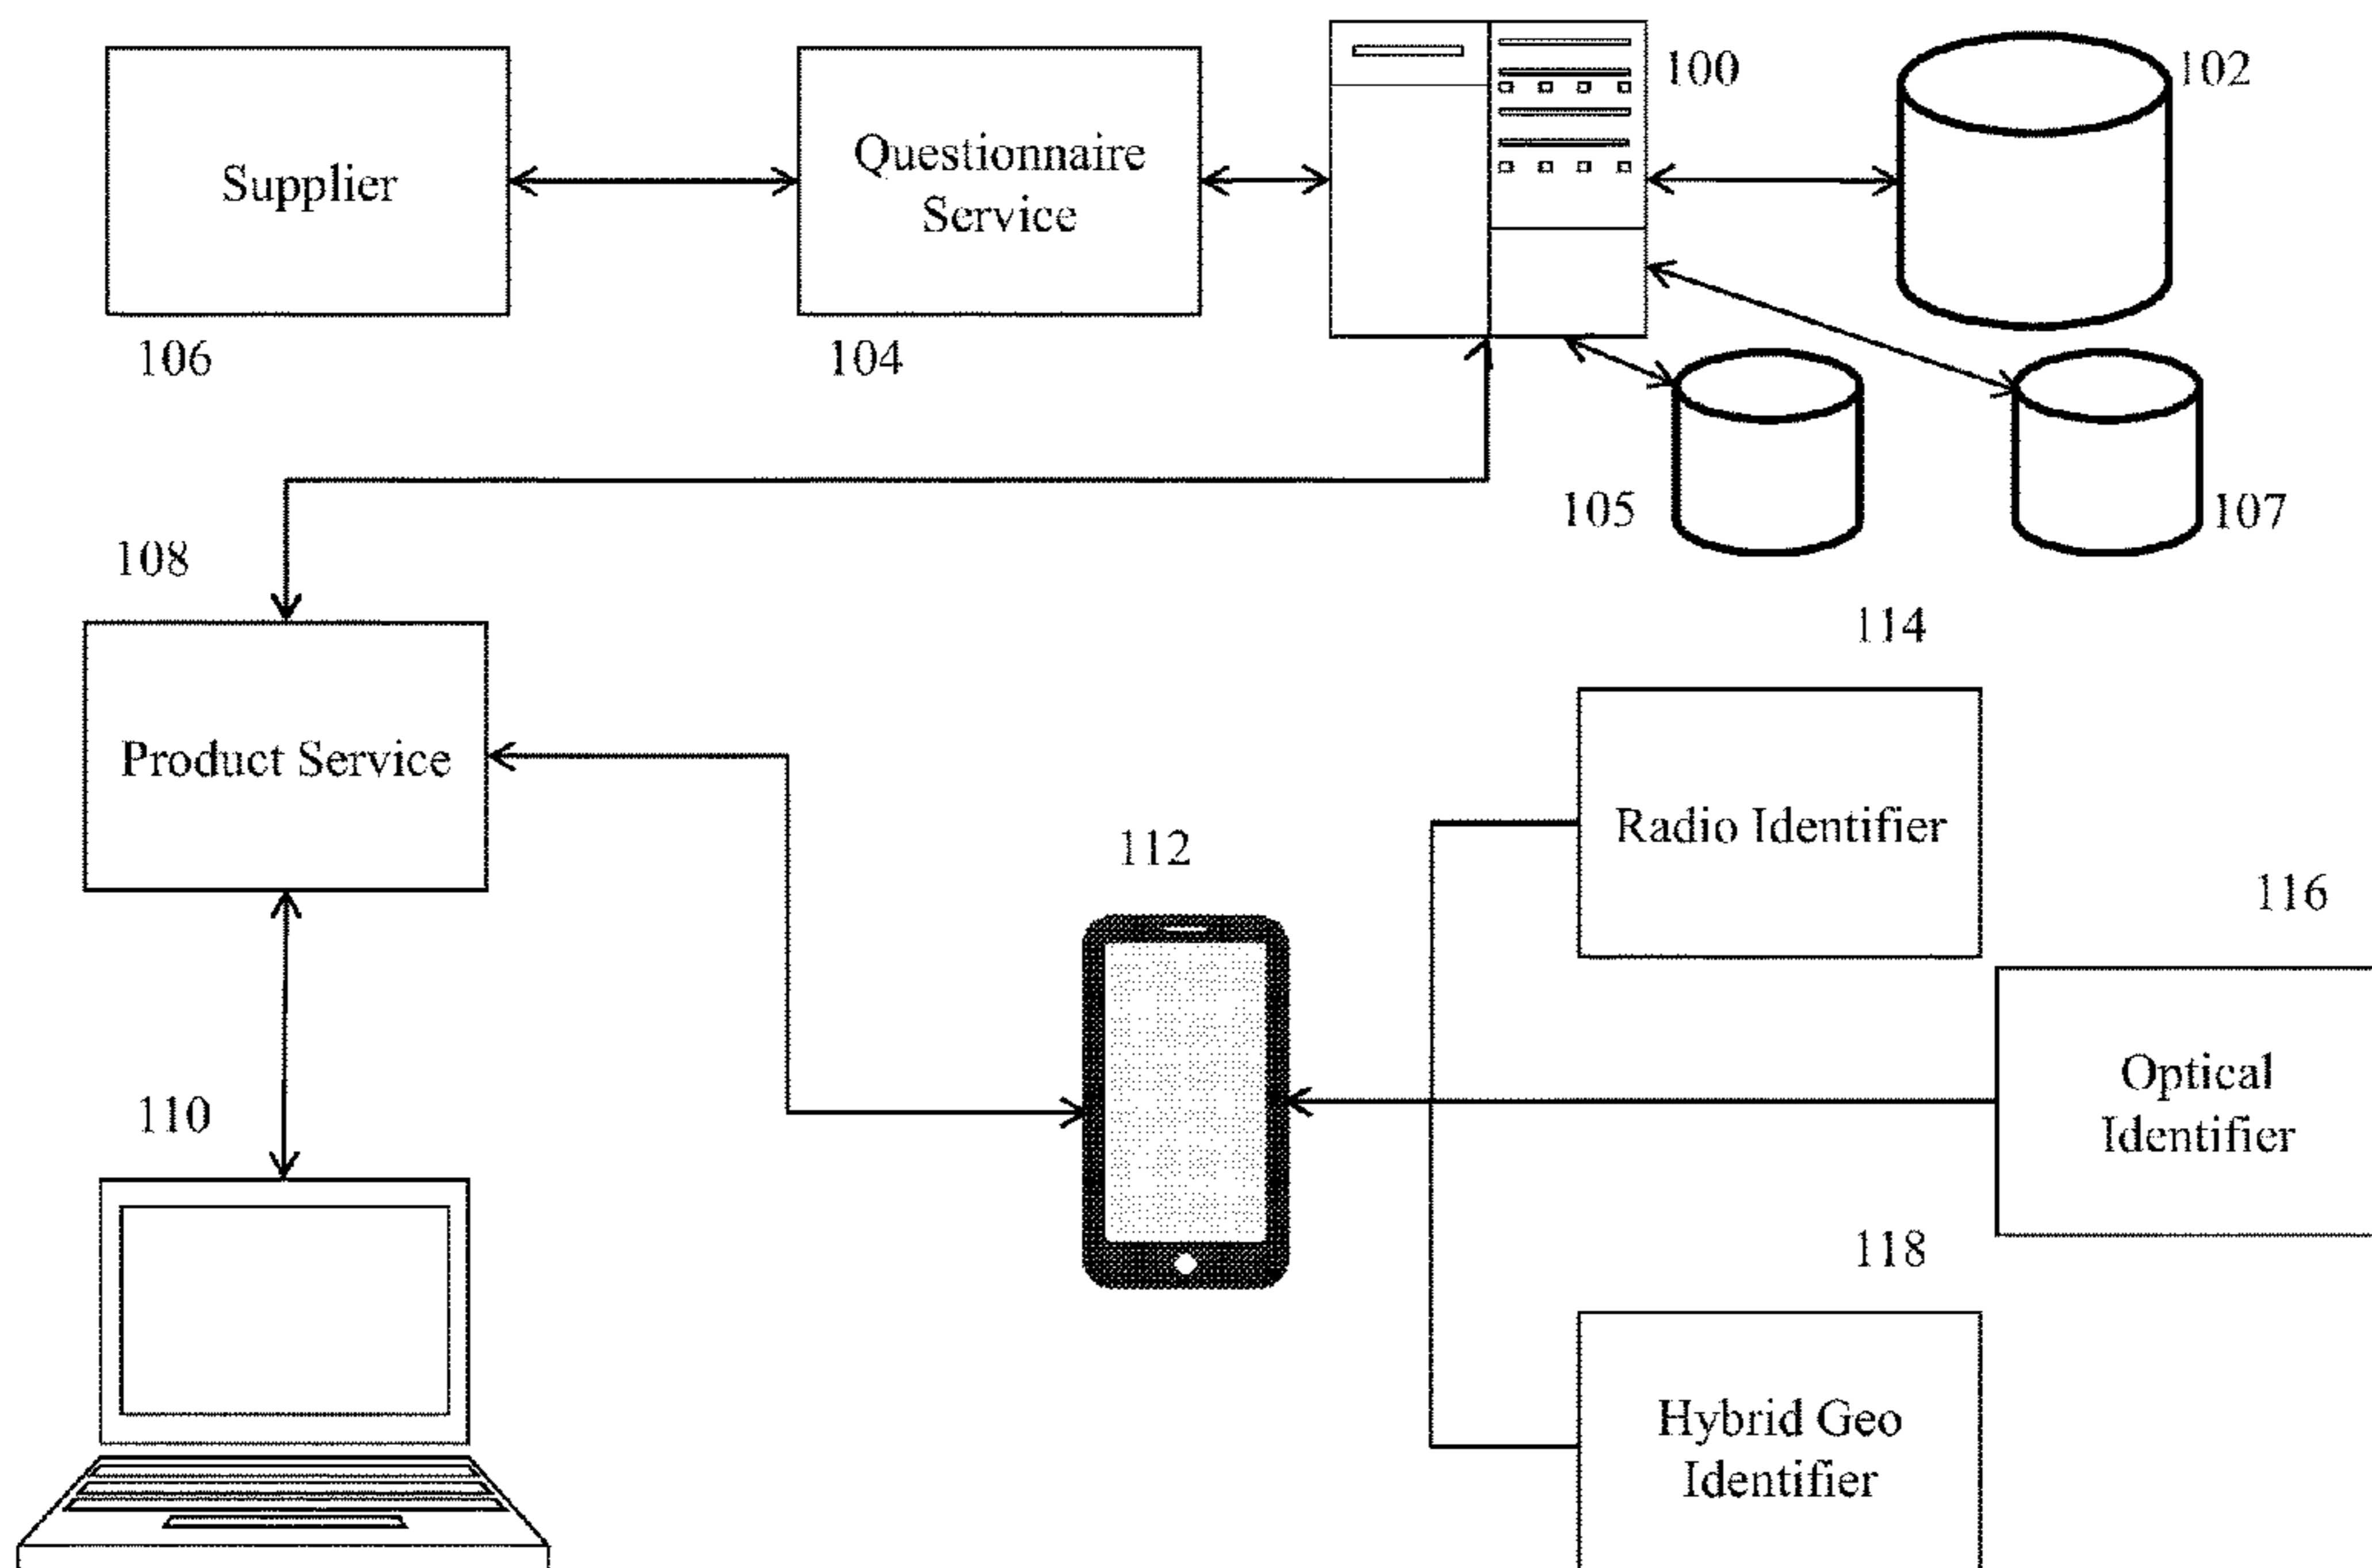 100
102
Supplier
Questionnaire
Service
106
104
105
107
108
114
Product Service
Radio Identifier
112
116
Optical
Identifier
110
118
Hybrid Geo
Identifier